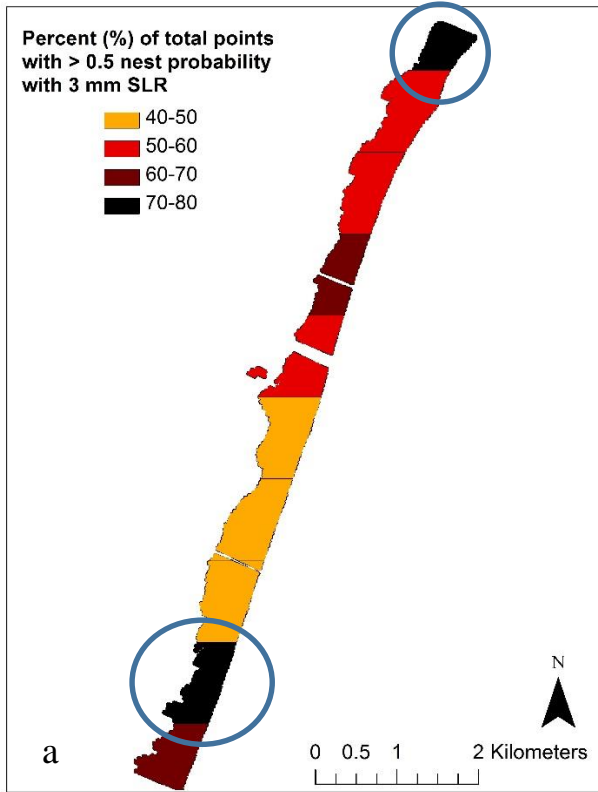 Percent (%) of total points
with > 0.5 nest probability
with 3 mm SLR
40-50
50-60
60-70
70-80
N
a
0 0.5 1 2 Kilometers